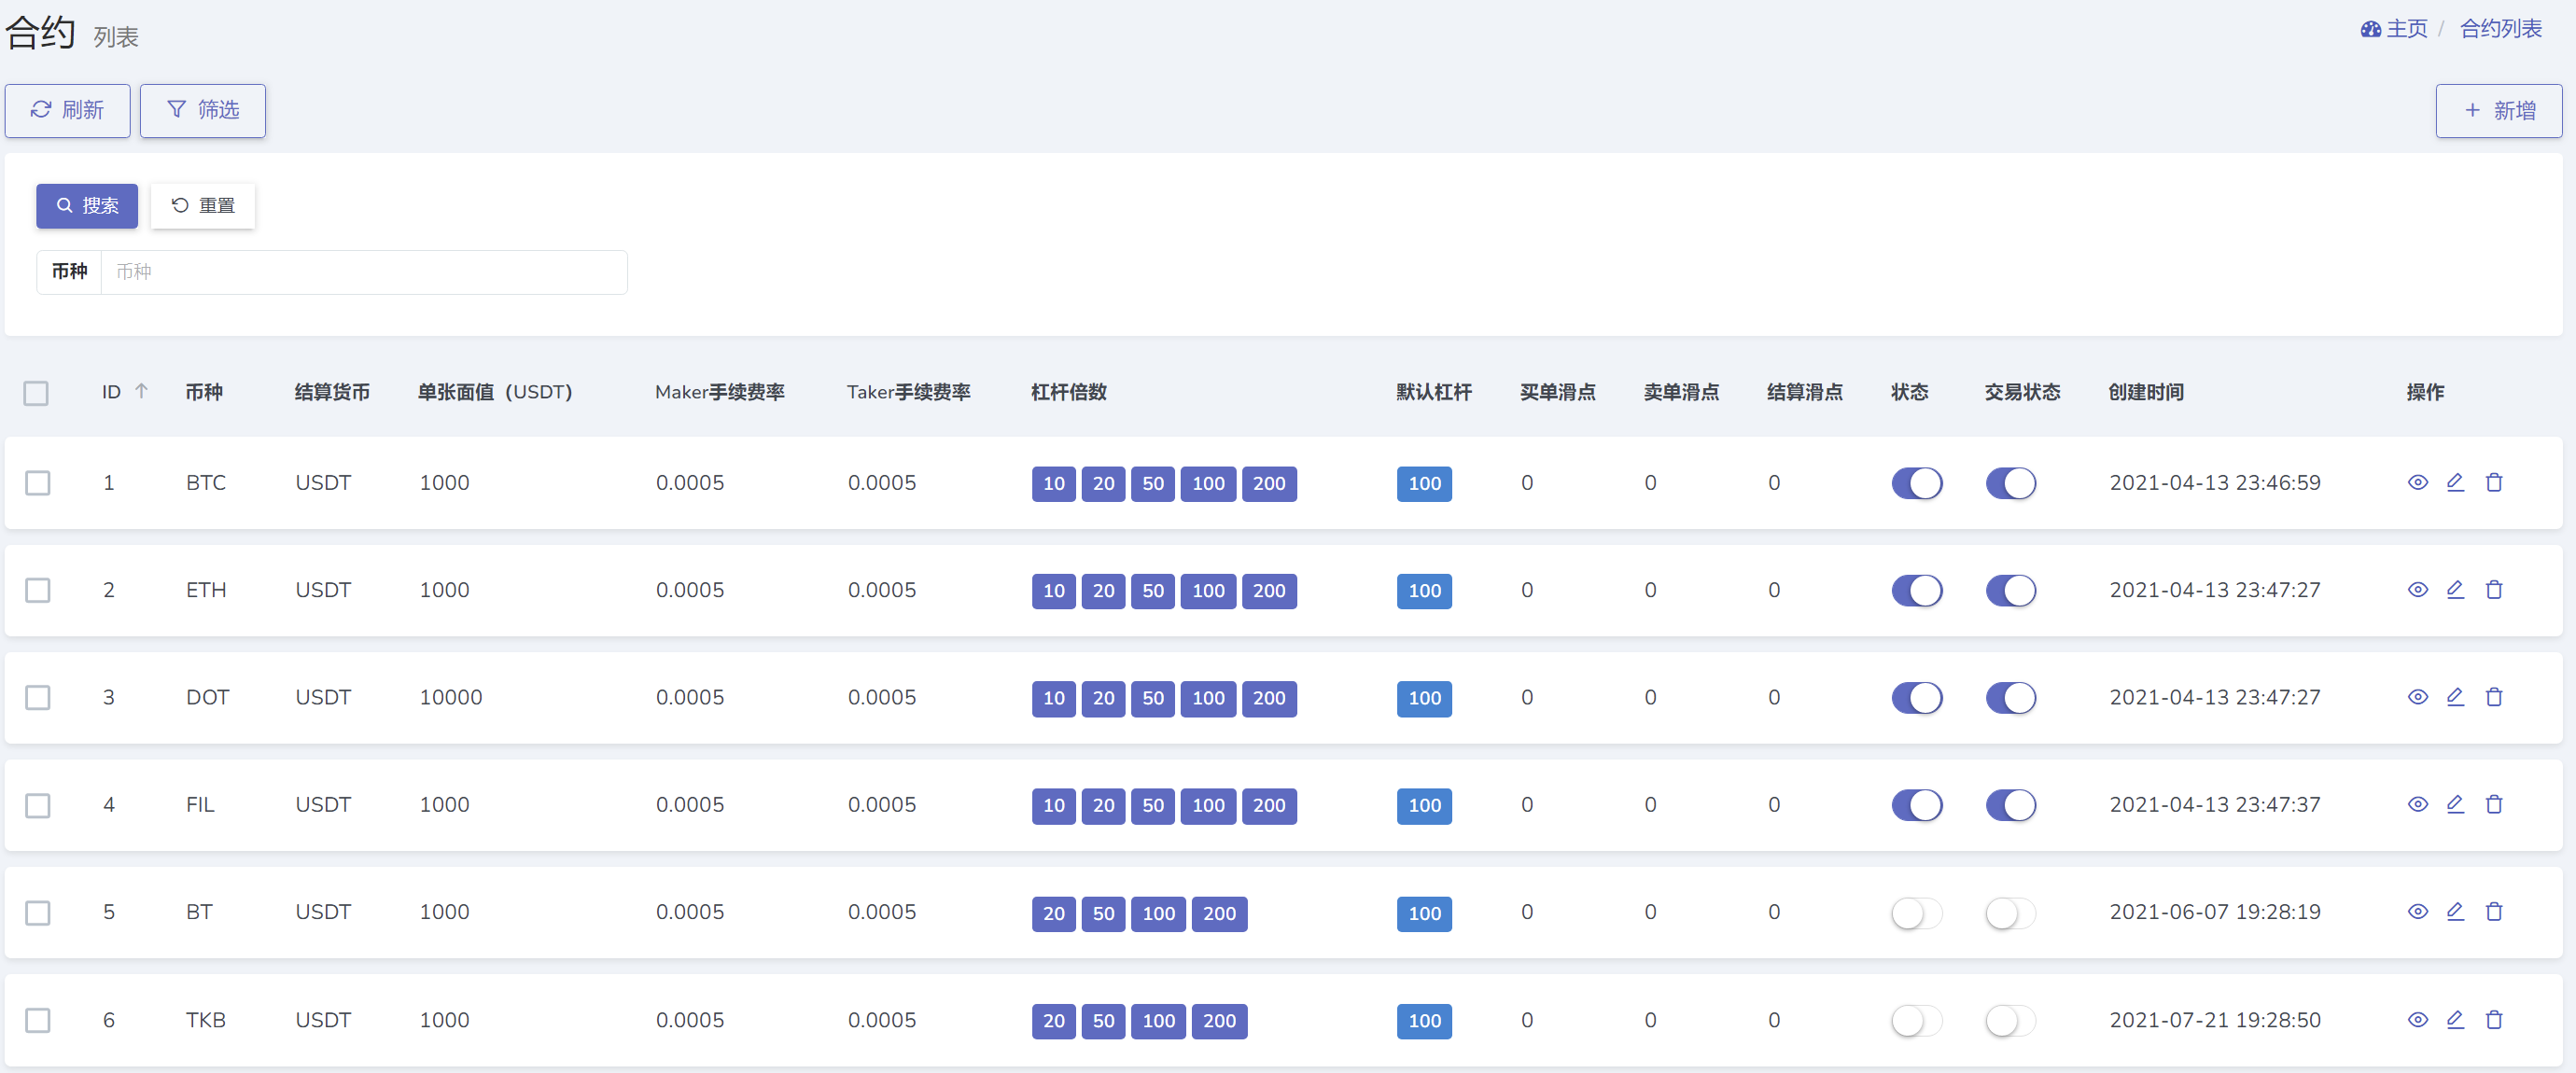 合约 列表
主页 / 合约列表
刷新 筛选
+ 新增
搜索 重置
币种 币种
ID 币种 结算货币 单张面值（USDT） Maker手续费率 Taker手续费率 杠杆倍数 默认杠杆 买单滑点 卖单滑点 结算滑点 状态 交易状态 创建时间 操作
1 BTC USDT 1000 0.0005 0.0005 10 20 50 100 200 100 0 0 0 2021-04-13 23:46:59
2 ETH USDT 1000 0.0005 0.0005 10 20 50 100 200 100 0 0 0 2021-04-13 23:47:27
3 DOT USDT 10000 0.0005 0.0005 10 20 50 100 200 100 0 0 0 2021-04-13 23:47:27
4 FIL USDT 1000 0.0005 0.0005 10 20 50 100 200 100 0 0 0 2021-04-13 23:47:37
5 BT USDT 1000 0.0005 0.0005 20 50 100 200 100 0 0 0 2021-06-07 19:28:19
6 TKB USDT 1000 0.0005 0.0005 20 50 100 200 100 0 0 0 2021-07-21 19:28:50